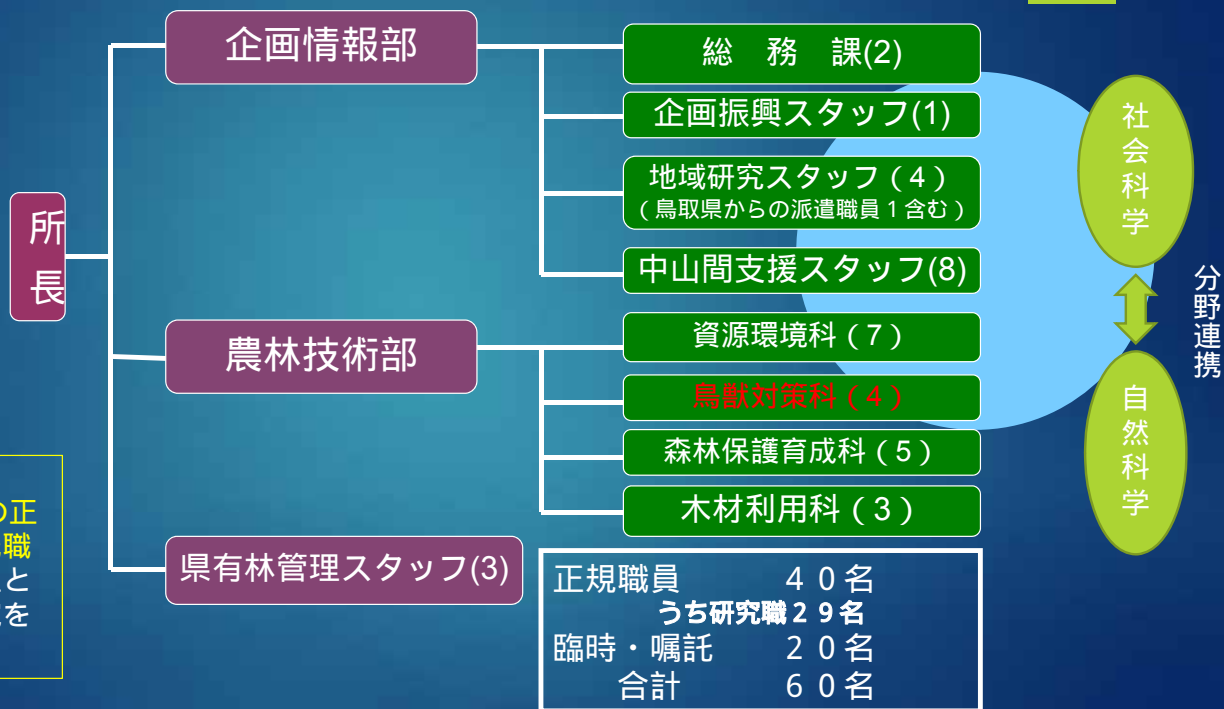 所
長
企画情報部
農林技術部
県有林管理スタッフ(3)
総　務　課(2)
企画振興スタッフ(1)
地域研究スタッフ(4)
(鳥取県からの派遣職員1含む)
中山間支援スタッフ(8)
資源環境科(7)
鳥獣対策科(4)
森林保護育成科(5)
木材利用科(3)
社会科学
分野連携
自然科学
正規職員　40名
うち研究職29名
臨時・嘱託　20名
合計　60名
の正
職
と
を